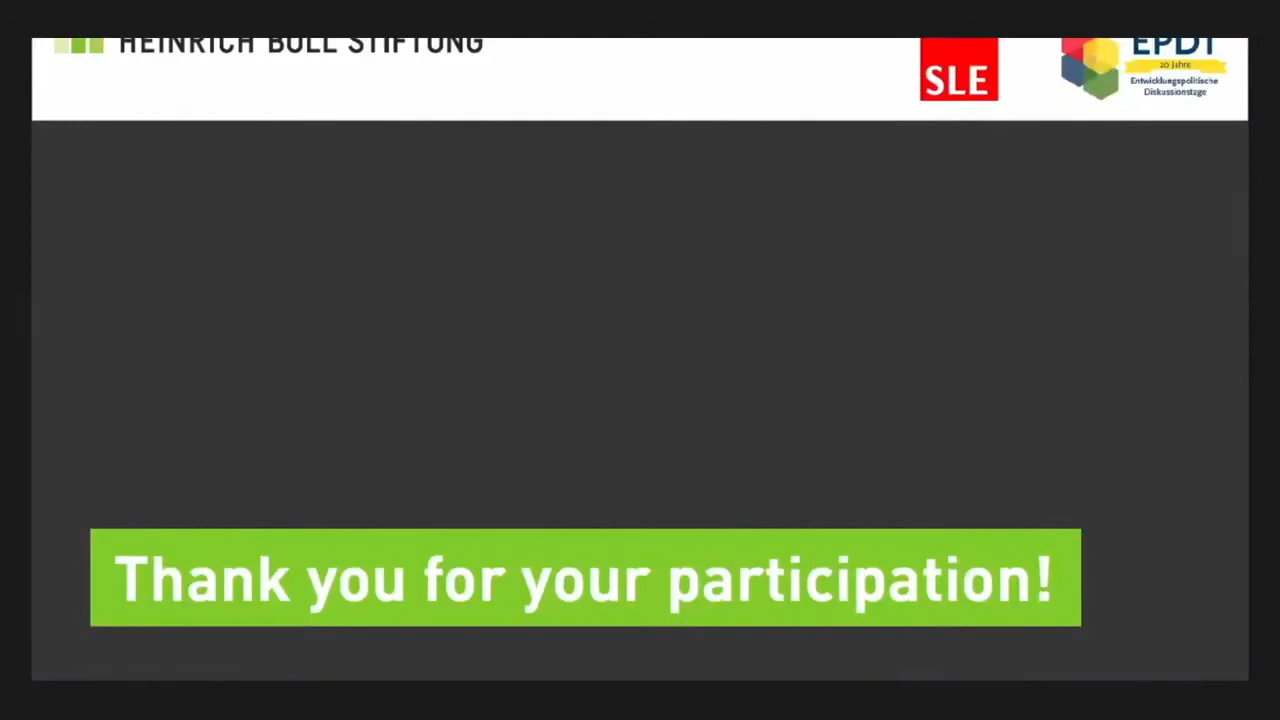 HEINRICH BÖLL STIFTUNG
SLE
EPDT
20 Jahre
Entwicklungspolitische
Diskussionstage
Thank you for your participation!